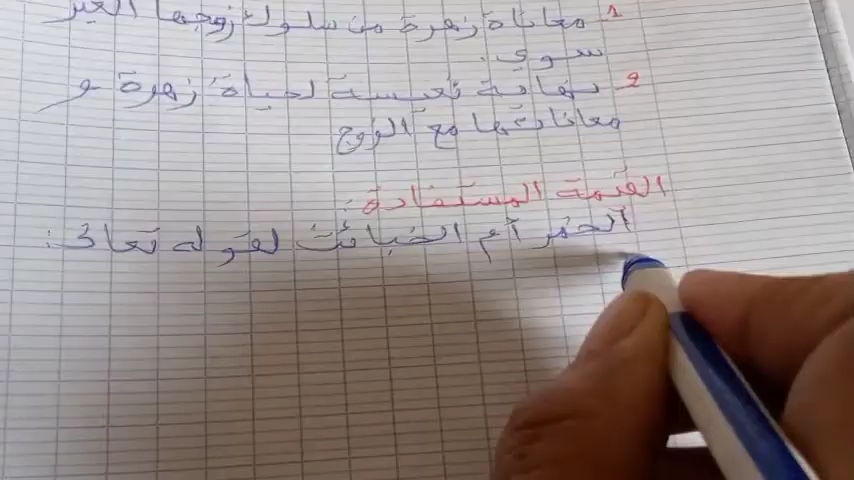 1 معاناة زهرة من سلوك زوجها الغير
سوي.
2 نهاية تعيسة لحياة زهرة و
معاناتها مع الزوج
القيمة المستفادة:
الخمر أم الخبائث لقوله تعالى: